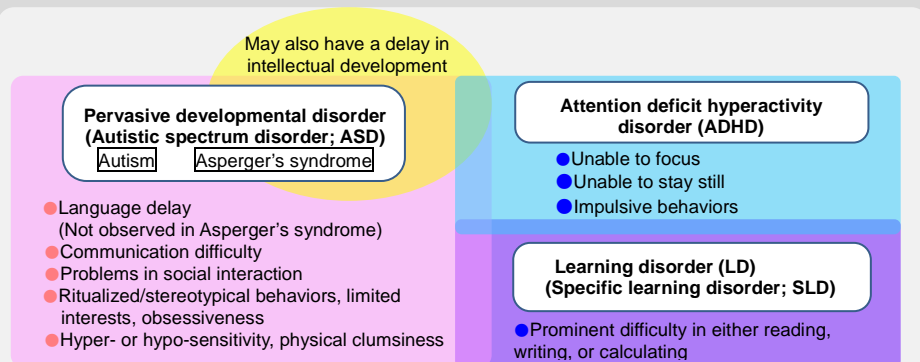 May also have a delay in
intellectual development
Pervasive developmental disorder
(Autistic spectrum disorder; ASD)
Autism Asperger's syndrome
●Language delay
(Not observed in Asperger's syndrome)
●Communication difficulty
●Problems in social interaction
●Ritualized/stereotypical behaviors, limited
interests, obsessiveness
●Hyper- or hypo-sensitivity, physical clumsiness
Attention deficit hyperactivity
disorder (ADHD)
●Unable to focus
●Unable to stay still
●Impulsive behaviors
Learning disorder (LD)
(Specific learning disorder; SLD)
●Prominent difficulty in either reading,
writing, or calculating